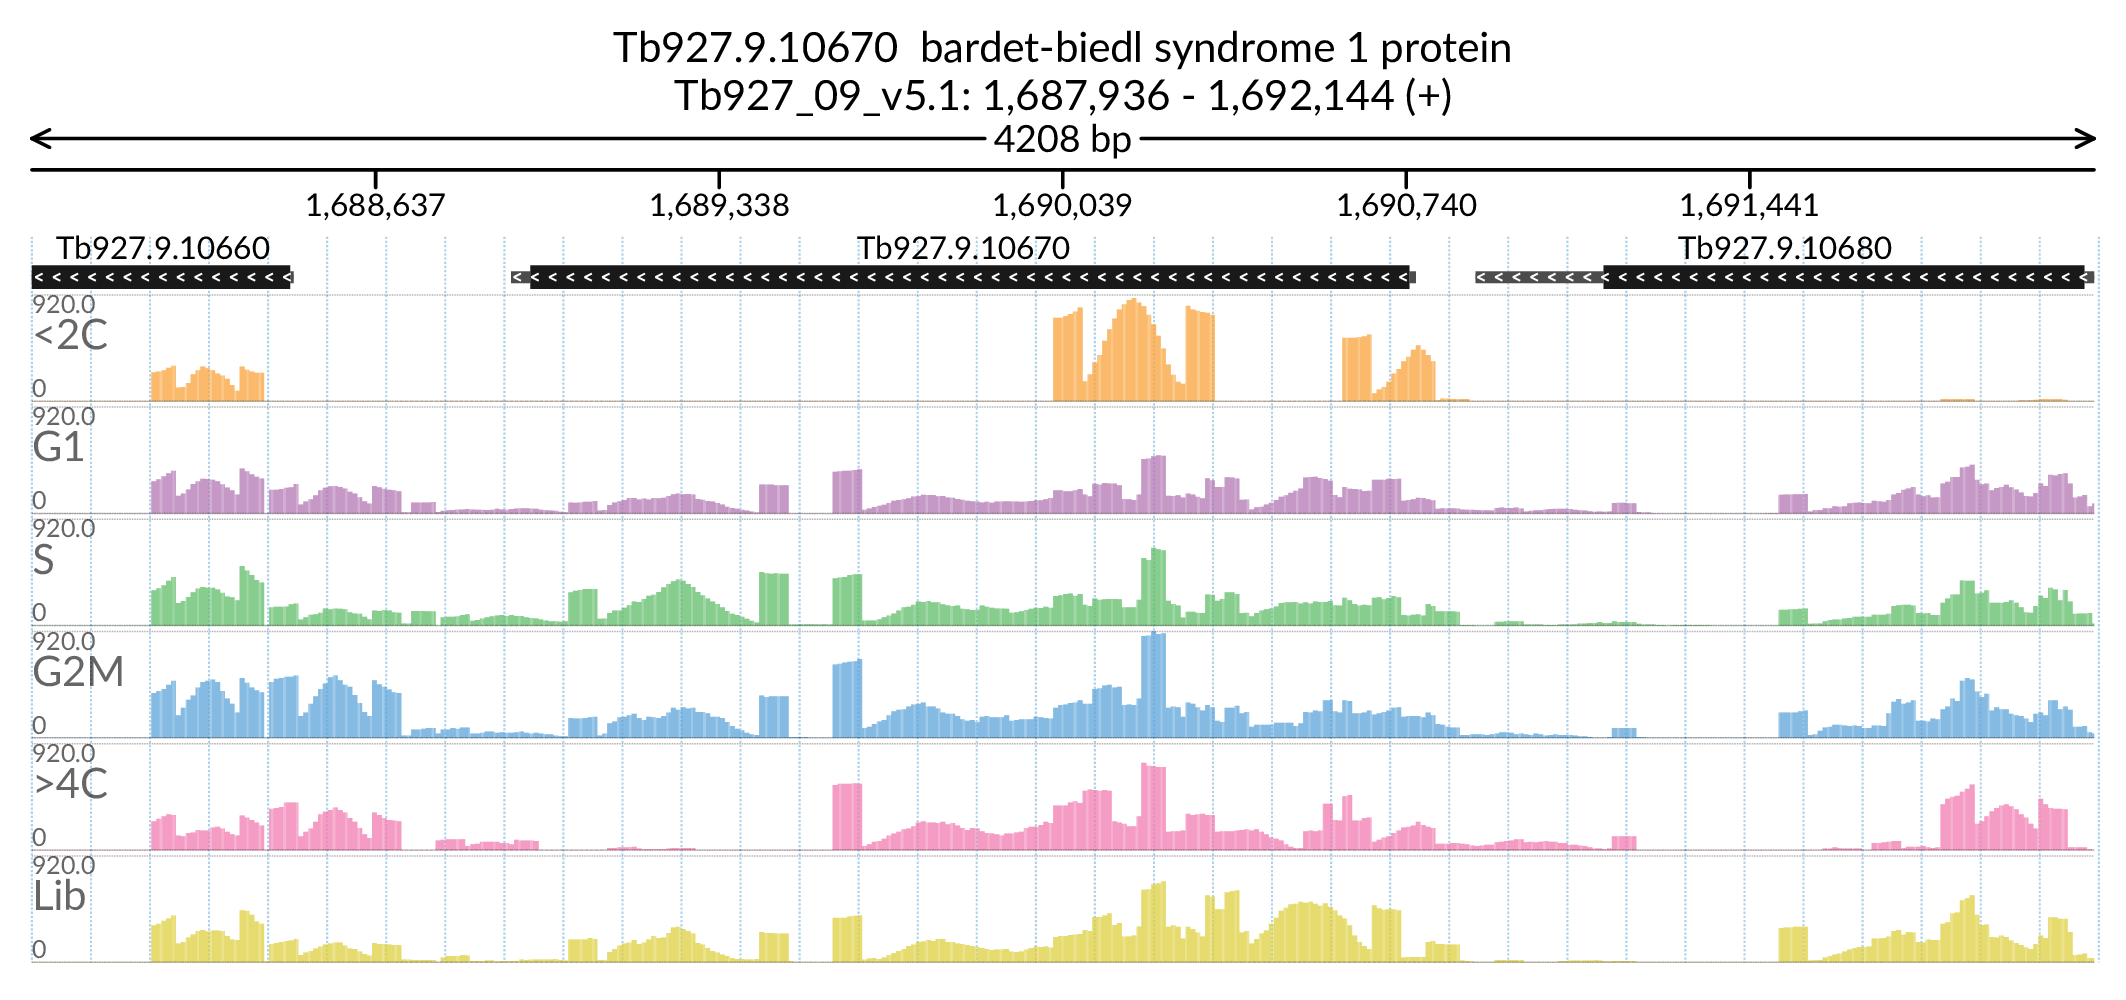 Tb927.9.10670  bardet-biedl syndrome 1 protein
Tb927_09_v5.1: 1,687,936 - 1,692,144 (+)
4208 bp
1,688,637 1,689,338 1,690,039 1,690,740 1,691,441
Tb927.9.10660 Tb927.9.10670 Tb927.9.10680
920.0
<2C
0
920.0
G1
0
920.0
S
0
920.0
G2M
0
920.0
>4C
0
920.0
Lib
0